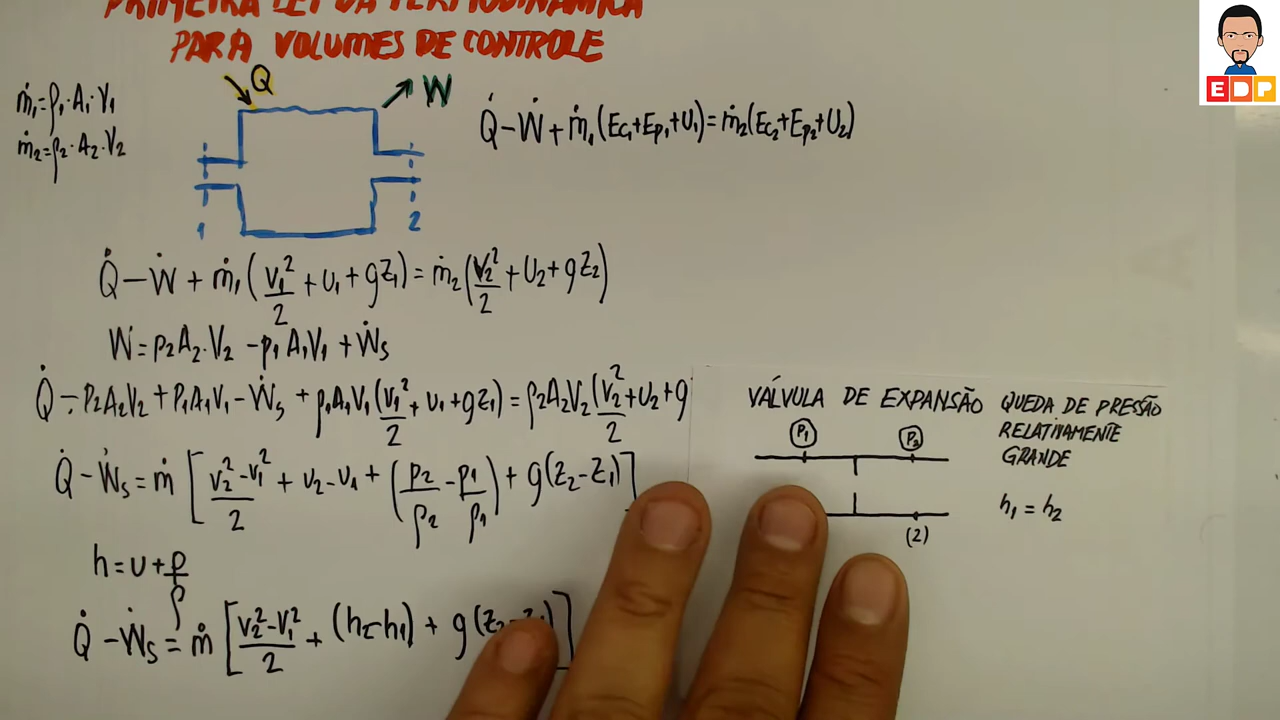 PRIMEIRA LEI DA TERMODINÂMICA
PARA VOLUMES DE CONTROLE
EDP
ṁ₁=ρ₁·A₁·V₁
ṁ₂=ρ₂·A₂·V₂
Q
W
1
2
Q̇-Ẇ+ṁ₁(Ec₁+Ep₁+U₁)=ṁ₂(Ec₂+Ep₂+U₂)
Q̇-Ẇ+ṁ₁(V₁²/2+u₁+gz₁)=ṁ₂(V₂²/2+U₂+gz₂)
Ẇ=p₂A₂·V₂-p₁A₁V₁+Ẇs
Q̇-P₂A₂V₂+P₁A₁V₁-Ẇs+ρ₁A₁V₁(V₁²/2+u₁+gz₁)=ρ₂A₂V₂(V₂²/2+U₂+g
Q̇-Ẇs=ṁ[V₂²-V₁²/2+u₂-u₁+(p₂/ρ₂-p₁/ρ₁)+g(z₂-z₁)]
h=u+p/ρ
Q̇-Ẇs=ṁ[V₂²-V₁²/2+(h₂-h₁)+g(z₂-z₁)]
VÁLVULA DE EXPANSÃO
P₁
P₂
(2)
QUEDA DE PRESSÃO
RELATIVAMENTE
GRANDE
h₁=h₂